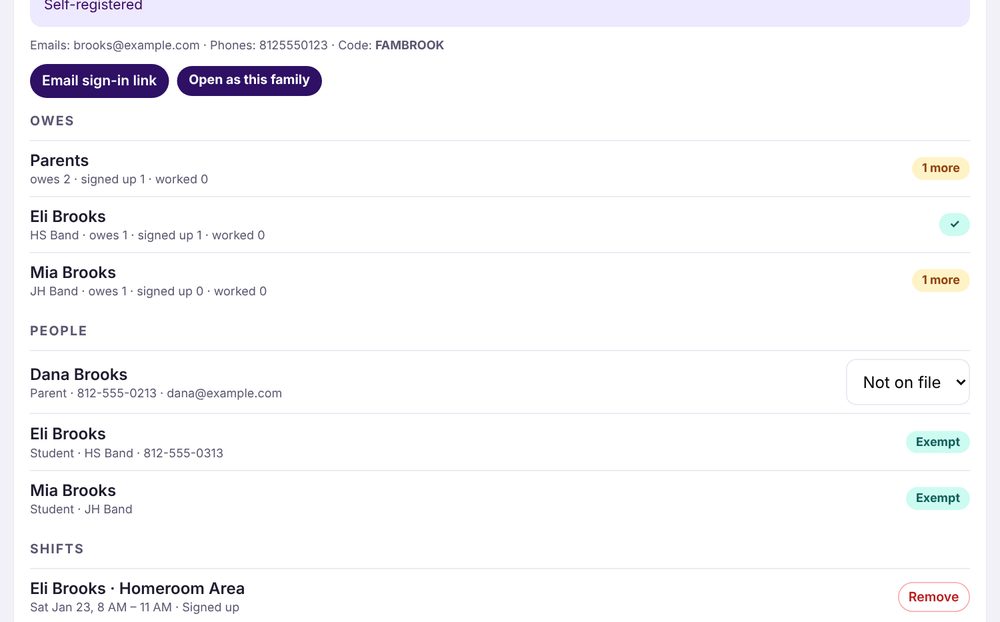 Self-registered
Emails: brooks@example.com · Phones: 8125550123 · Code: FAMBROOK
Email sign-in link
Open as this family
OWES
Parents
owes 2 · signed up 1 · worked 0
1 more
Eli Brooks
HS Band · owes 1 · signed up 1 · worked 0
✓
Mia Brooks
JH Band · owes 1 · signed up 0 · worked 0
1 more
PEOPLE
Dana Brooks
Parent · 812-555-0213 · dana@example.com
Not on file
Eli Brooks
Student · HS Band · 812-555-0313
Exempt
Mia Brooks
Student · JH Band
Exempt
SHIFTS
Eli Brooks · Homeroom Area
Sat Jan 23, 8 AM – 11 AM · Signed up
Remove